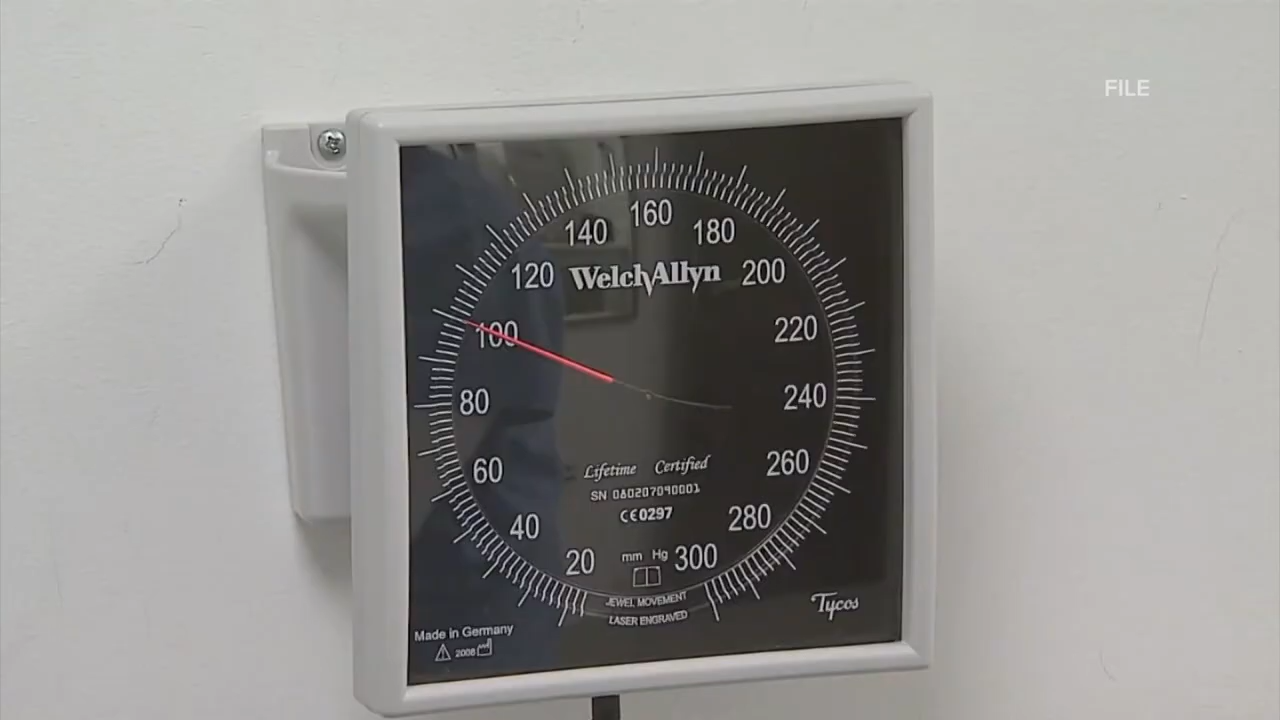 FILE
160
140
180
120
WelchAllyn
200
100
220
80
240
60
Lifetime Certified
260
SN 080207090001
CE0297
40
280
20
mm Hg
300
JEWEL MOVEMENT
LASER ENGRAVED
Tycos
Made in Germany
2008